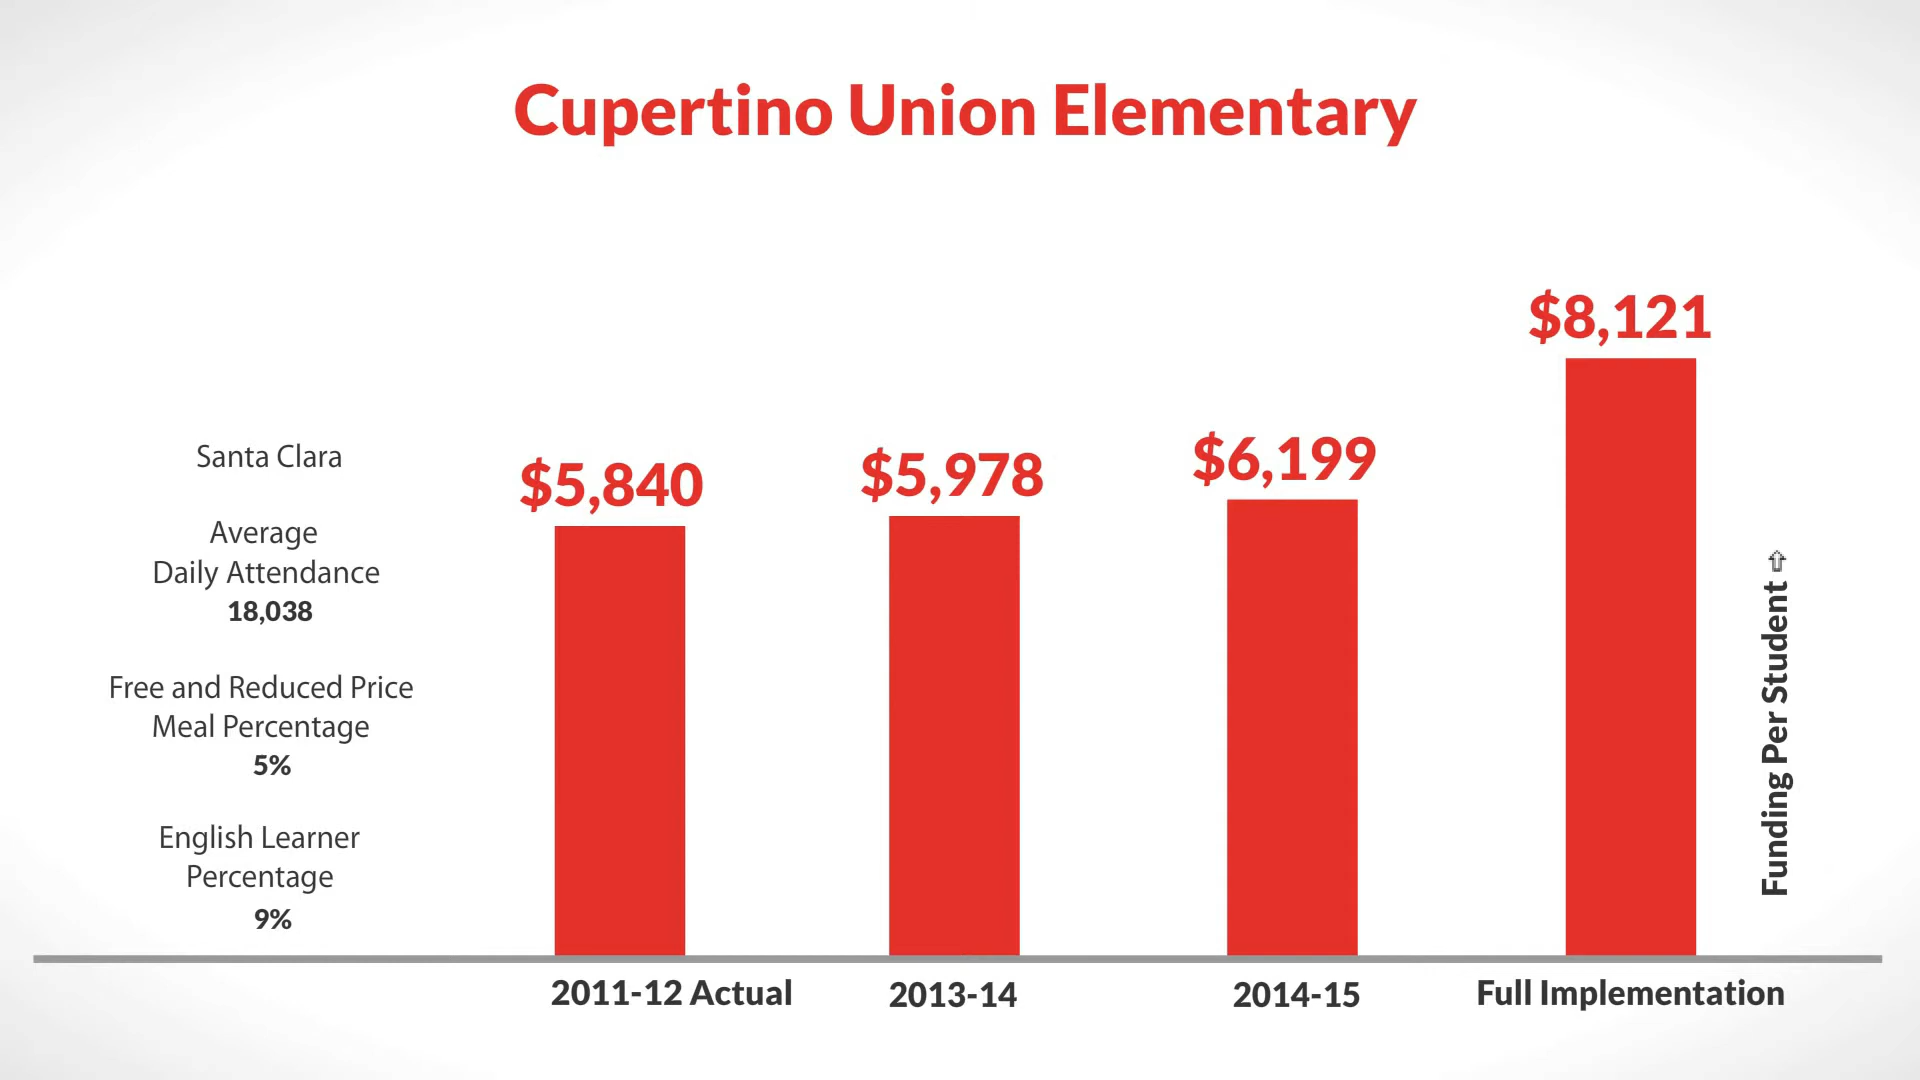 Cupertino Union Elementary
Santa Clara
Average
Daily Attendance
18,038
Free and Reduced Price
Meal Percentage
5%
English Learner
Percentage
9%
$5,840
$5,978
$6,199
$8,121
2011-12 Actual
2013-14
2014-15
Full Implementation
Funding Per Student ⇧